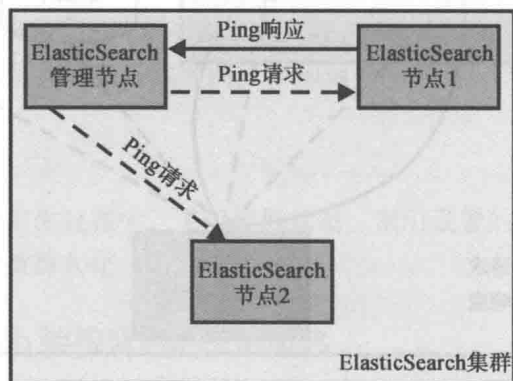 ElasticSearch
管理节点
Ping响应
Ping请求
ElasticSearch
节点1
Ping请求
ElasticSearch
节点2
ElasticSearch集群